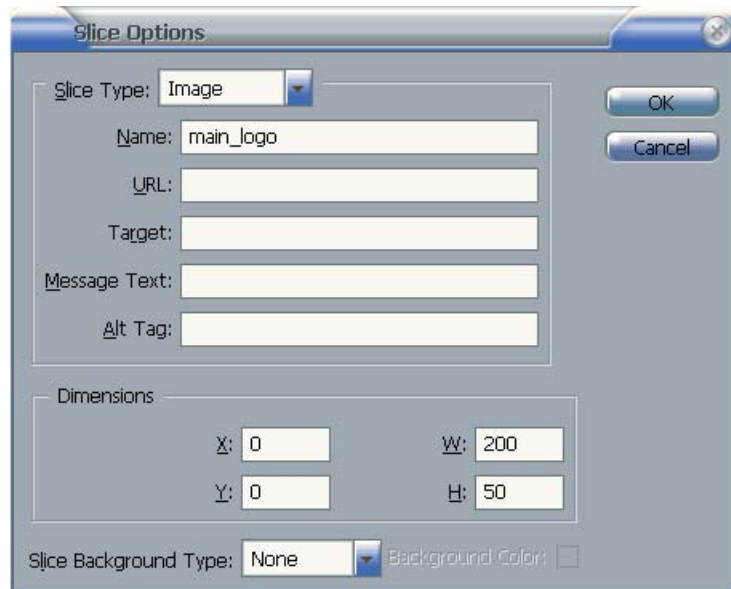 Slice Options
Slice Type: Image
OK
Name: main_logo
Cancel
URL:
Target:
Message Text:
Alt Tag:
Dimensions
X: 0
W: 200
Y: 0
H: 50
Slice Background Type: None
Background Color: